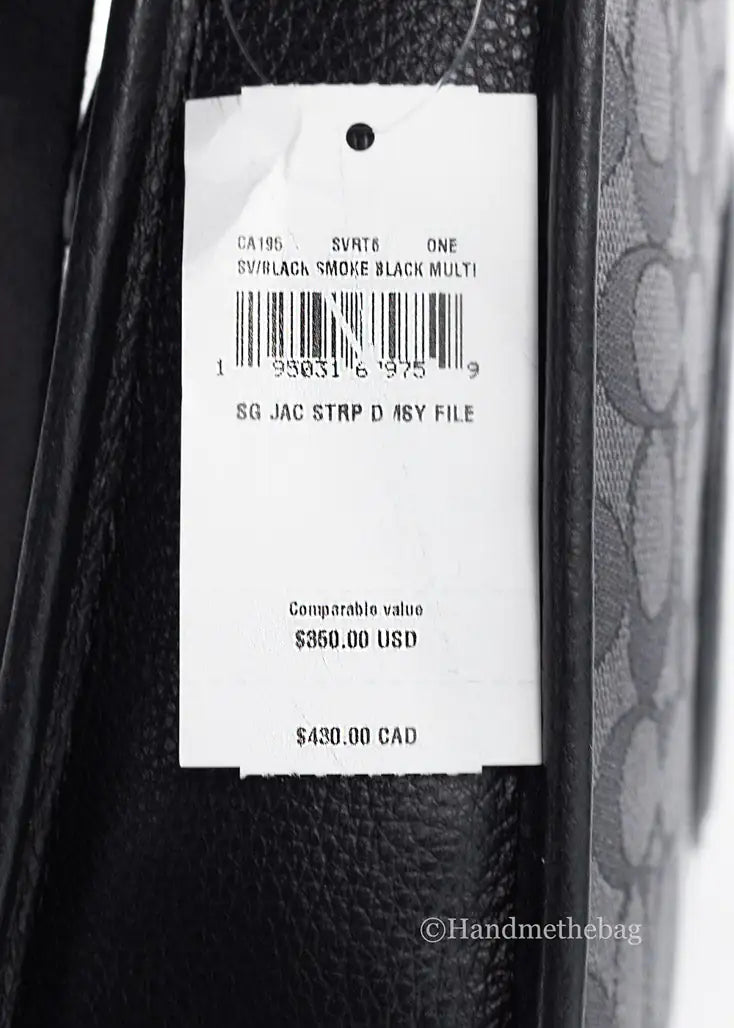 CA195 SVRT6 ONE
SV/BLACK SMOKE BLACK MULTI
1 95031 6 975 9
SG JAC STRP D MSY FILE
Comparable value
$350.00 USD
$430.00 CAD
©Handmethebag